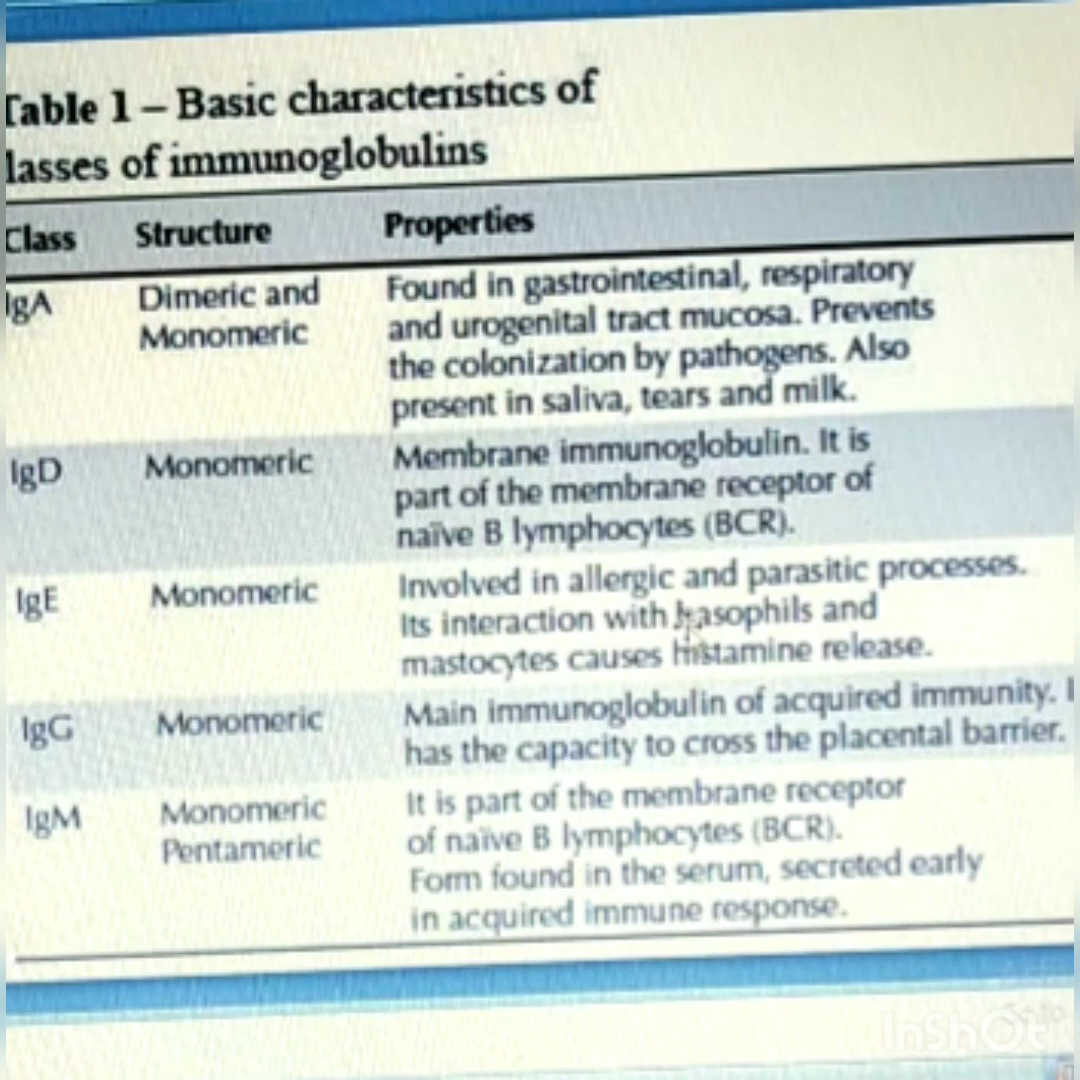 Table 1 – Basic characteristics of
lasses of immunoglobulins
Class Structure Properties
IgA Dimeric and Found in gastrointestinal, respiratory
Monomeric and urogenital tract mucosa. Prevents
the colonization by pathogens. Also
present in saliva, tears and milk.
IgD Monomeric Membrane immunoglobulin. It is
part of the membrane receptor of
naïve B lymphocytes (BCR).
IgE Monomeric Involved in allergic and parasitic processes.
Its interaction with basophils and
mastocytes causes histamine release.
IgG Monomeric Main immunoglobulin of acquired immunity. I
has the capacity to cross the placental barrier.
IgM Monomeric It is part of the membrane receptor
Pentameric of naïve B lymphocytes (BCR).
Form found in the serum, secreted early
in acquired immune response.
InShOt